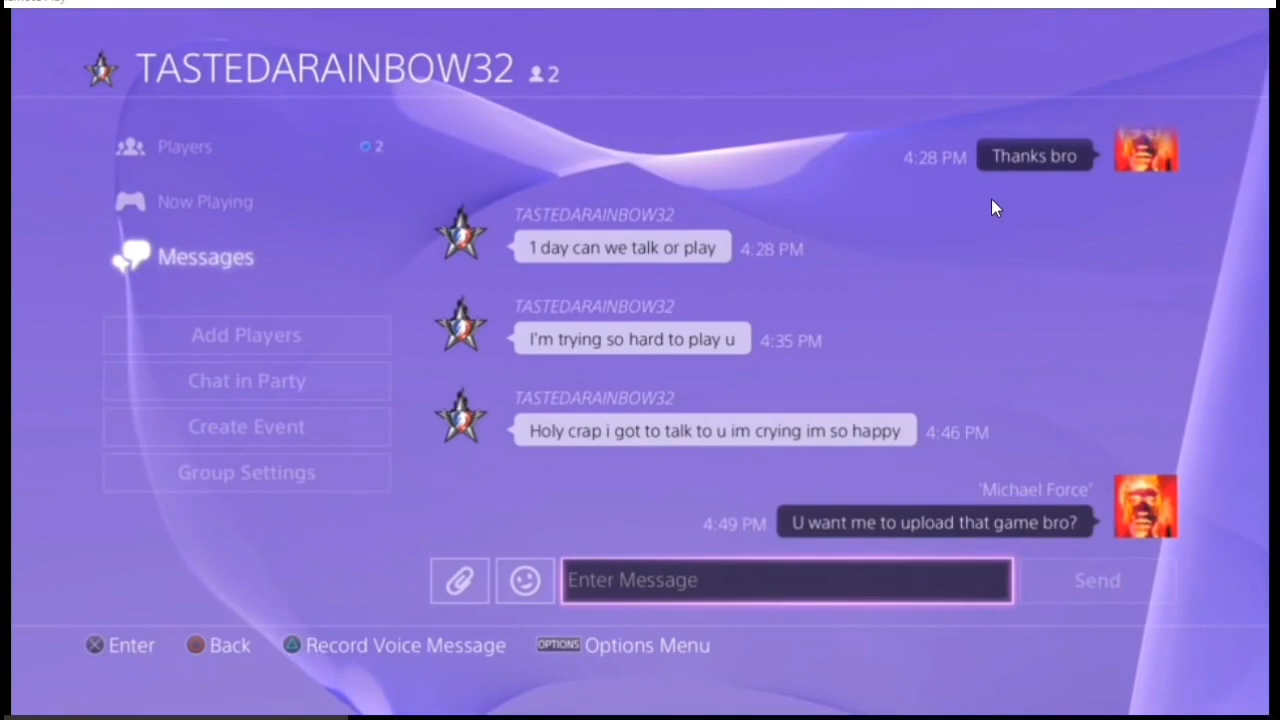 TASTEDARAINBOW32 2
Players 2
Now Playing
Messages
Add Players
Chat in Party
Create Event
Group Settings
4:28 PM Thanks bro
TASTEDARAINBOW32
1 day can we talk or play 4:28 PM
TASTEDARAINBOW32
I'm trying so hard to play u 4:35 PM
TASTEDARAINBOW32
Holy crap i got to talk to u im crying im so happy 4:46 PM
'Michael Force'
4:49 PM U want me to upload that game bro?
Enter Message Send
Enter Back Record Voice Message OPTIONS Options Menu